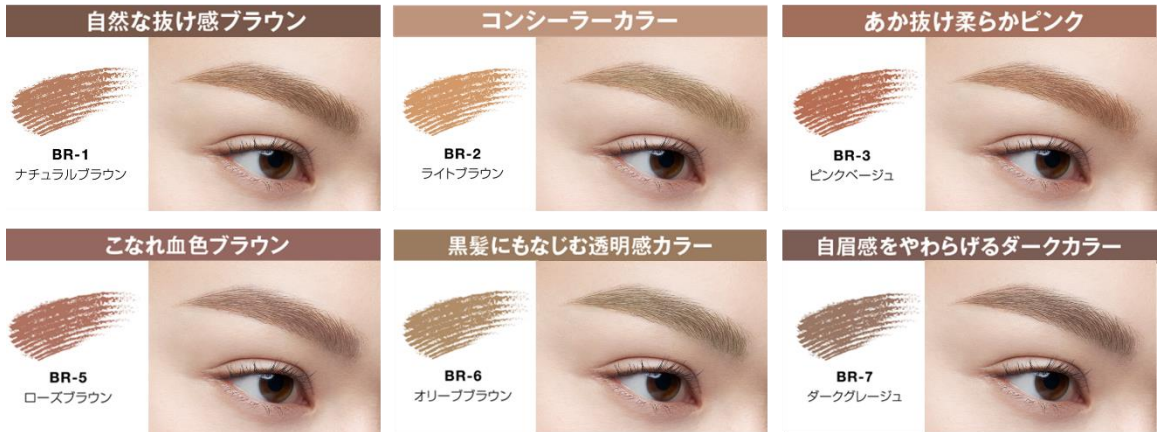 自然な抜け感ブラウン
BR-1
ナチュラルブラウン
コンシーラーカラー
BR-2
ライトブラウン
あか抜け柔らかピンク
BR-3
ピンクベージュ
こなれ血色ブラウン
BR-5
ローズブラウン
黒髪にもなじむ透明感カラー
BR-6
オリーブブラウン
自眉感をやわらげるダークカラー
BR-7
ダークグレージュ